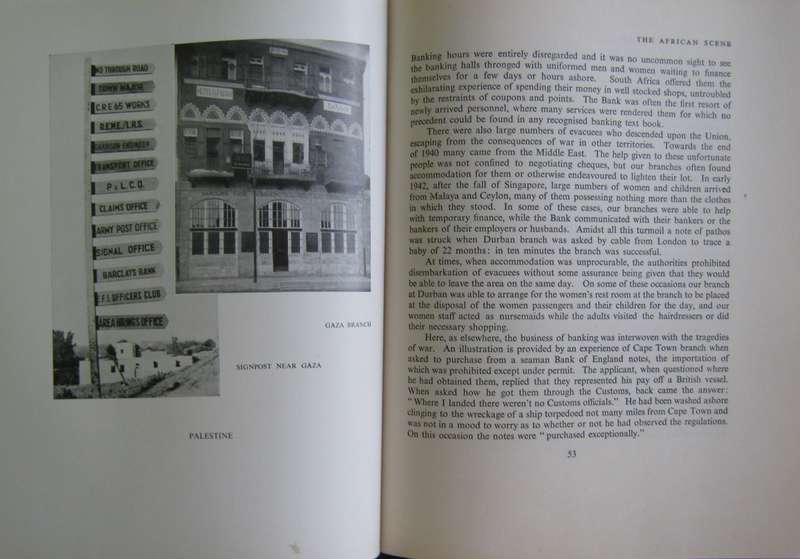 NO THROUGH ROAD
TOWN MAJOR
C.R.E 65 WORKS
R.E.M.E./L.R.S.
GARRISON ENGINEER
TRANSPORT OFFICE
P & L.C.O.
CLAIMS OFFICE
ARMY POST OFFICE
SIGNAL OFFICE
BARCLAYS BANK
E.F.I. OFFICERS CLUB
AREA HIRINGS OFFICE
GAZA BRANCH
SIGNPOST NEAR GAZA
PALESTINE
THE AFRICAN SCENE
Banking hours were entirely disregarded and it was no uncommon sight to see
the banking halls thronged with uniformed men and women waiting to finance
themselves for a few days or hours ashore. South Africa offered them the
exhilarating experience of spending their money in well stocked shops, untroubled
by the restraints of coupons and points. The Bank was often the first resort of
newly arrived personnel, where many services were rendered them for which no
precedent could be found in any recognised banking text book.
There were also large numbers of evacuees who descended upon the Union,
escaping from the consequences of war in other territories. Towards the end
of 1940 many came from the Middle East. The help given to these unfortunate
people was not confined to negotiating cheques, but our branches often found
accommodation for them or otherwise endeavoured to lighten their lot. In early
1942, after the fall of Singapore, large numbers of women and children arrived
from Malaya and Ceylon, many of them possessing nothing more than the clothes
in which they stood. In some of these cases, our branches were able to help
with temporary finance, while the Bank communicated with their bankers or the
bankers of their employers or husbands. Amidst all this turmoil a note of pathos
was struck when Durban branch was asked by cable from London to trace a
baby of 22 months: in ten minutes the branch was successful.
At times, when accommodation was unprocurable, the authorities prohibited
disembarkation of evacuees without some assurance being given that they would
be able to leave the area on the same day. On some of these occasions our branch
at Durban was able to arrange for the women's rest room at the branch to be placed
at the disposal of the women passengers and their children for the day, and our
women staff acted as nursemaids while the adults visited the hairdressers or did
their necessary shopping.
Here, as elsewhere, the business of banking was interwoven with the tragedies
of war. An illustration is provided by an experience of Cape Town branch when
asked to purchase from a seaman Bank of England notes, the importation of
which was prohibited except under permit. The applicant, when questioned where
he had obtained them, replied that they represented his pay off a British vessel.
When asked how he got them through the Customs, back came the answer:
“Where I landed there weren't no Customs officials.” He had been washed ashore
clinging to the wreckage of a ship torpedoed not many miles from Cape Town and
was not in a mood to worry as to whether or not he had observed the regulations.
On this occasion the notes were “purchased exceptionally.”
53